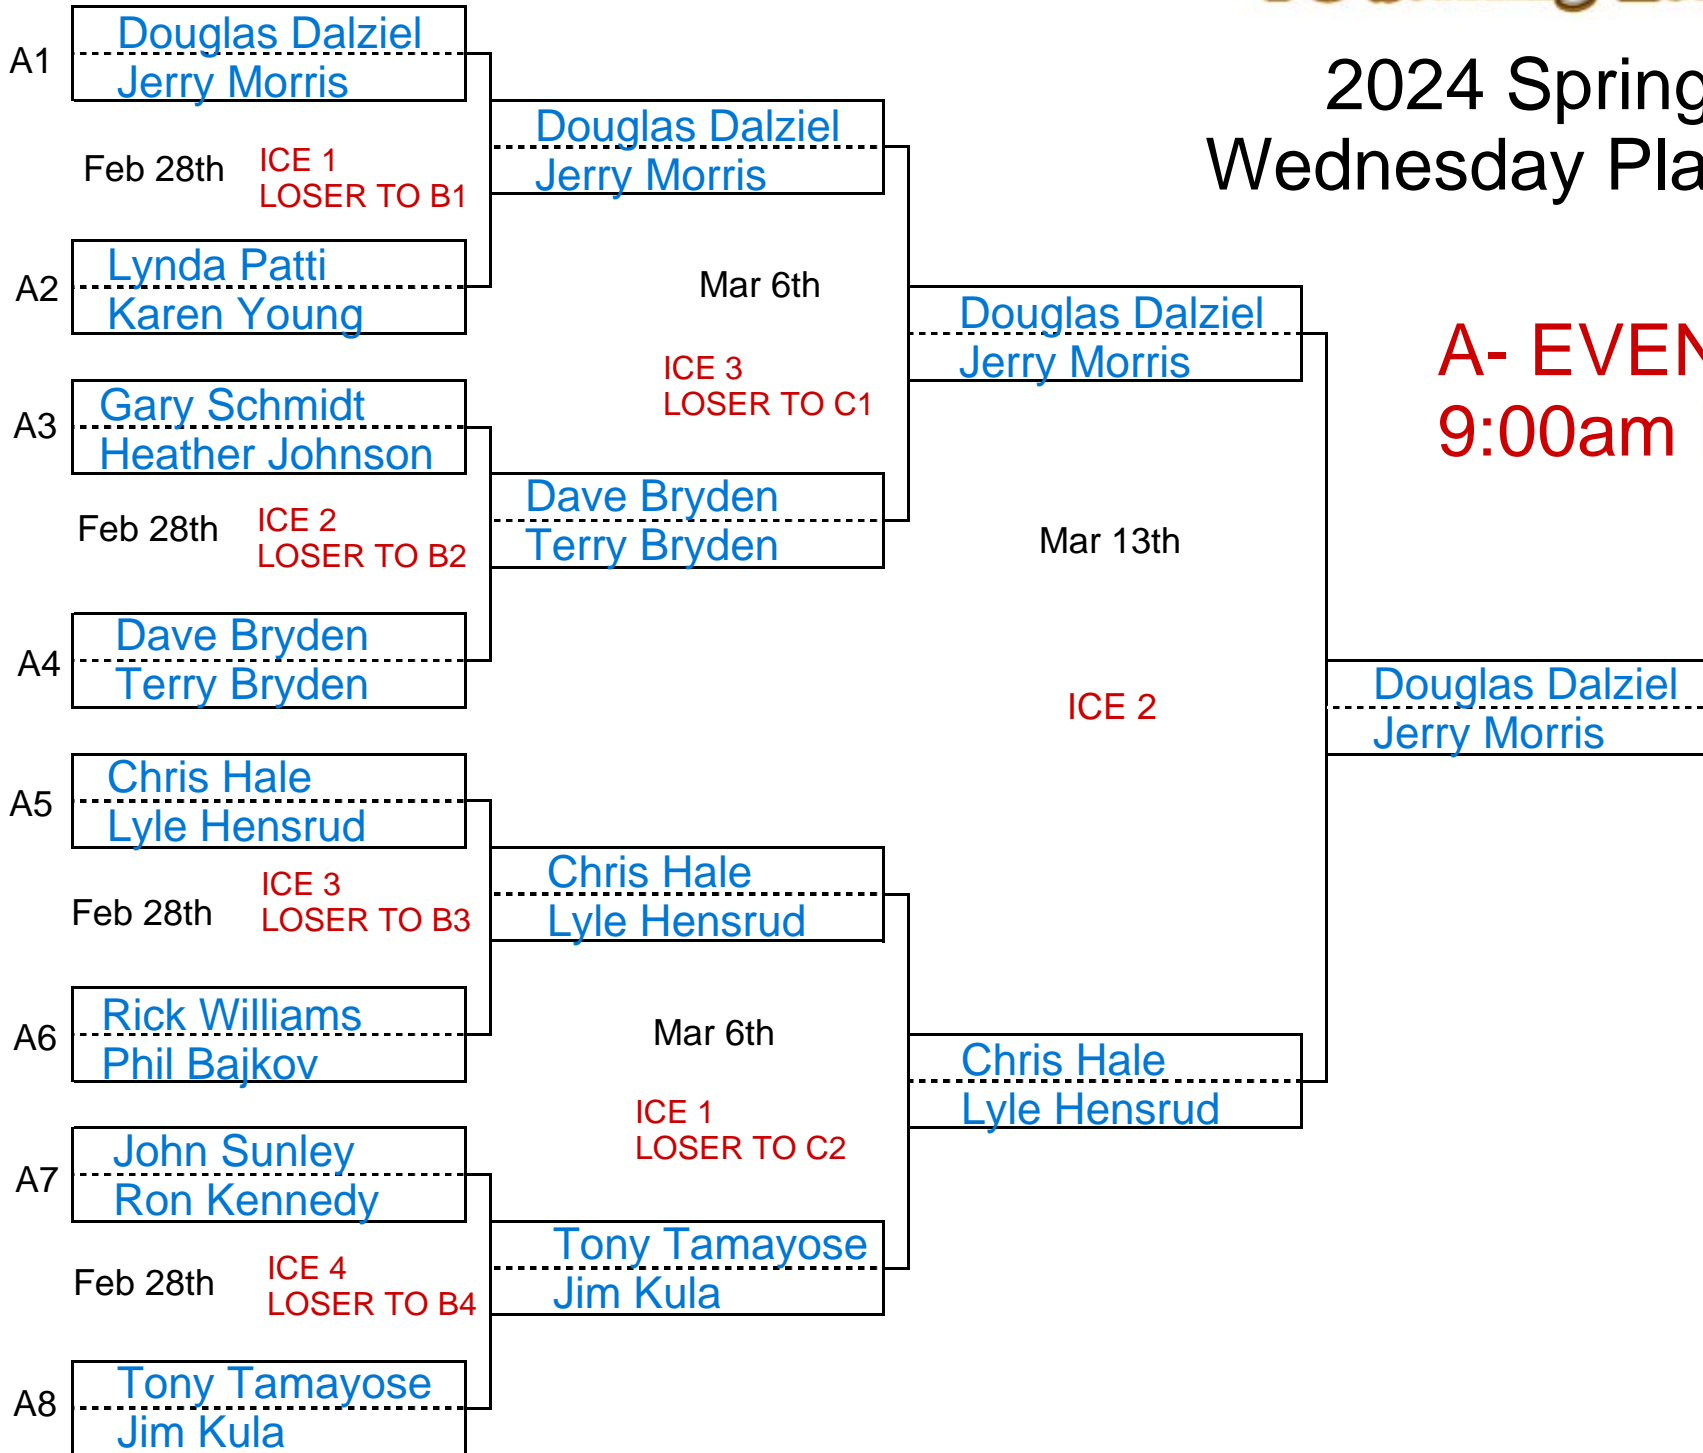 2024 Spring
Wednesday Pla
A- EVEN
9:00am
A1
Douglas Dalziel
Jerry Morris
Feb 28th
ICE 1
LOSER TO B1
A2
Lynda Patti
Karen Young
A3
Gary Schmidt
Heather Johnson
Feb 28th
ICE 2
LOSER TO B2
A4
Dave Bryden
Terry Bryden
A5
Chris Hale
Lyle Hensrud
Feb 28th
ICE 3
LOSER TO B3
A6
Rick Williams
Phil Bajkov
A7
John Sunley
Ron Kennedy
Feb 28th
ICE 4
LOSER TO B4
A8
Tony Tamayose
Jim Kula
Douglas Dalziel
Jerry Morris
Mar 6th
ICE 3
LOSER TO C1
Dave Bryden
Terry Bryden
Chris Hale
Lyle Hensrud
Mar 6th
ICE 1
LOSER TO C2
Tony Tamayose
Jim Kula
Douglas Dalziel
Jerry Morris
Mar 13th
ICE 2
Chris Hale
Lyle Hensrud
Douglas Dalziel
Jerry Morris